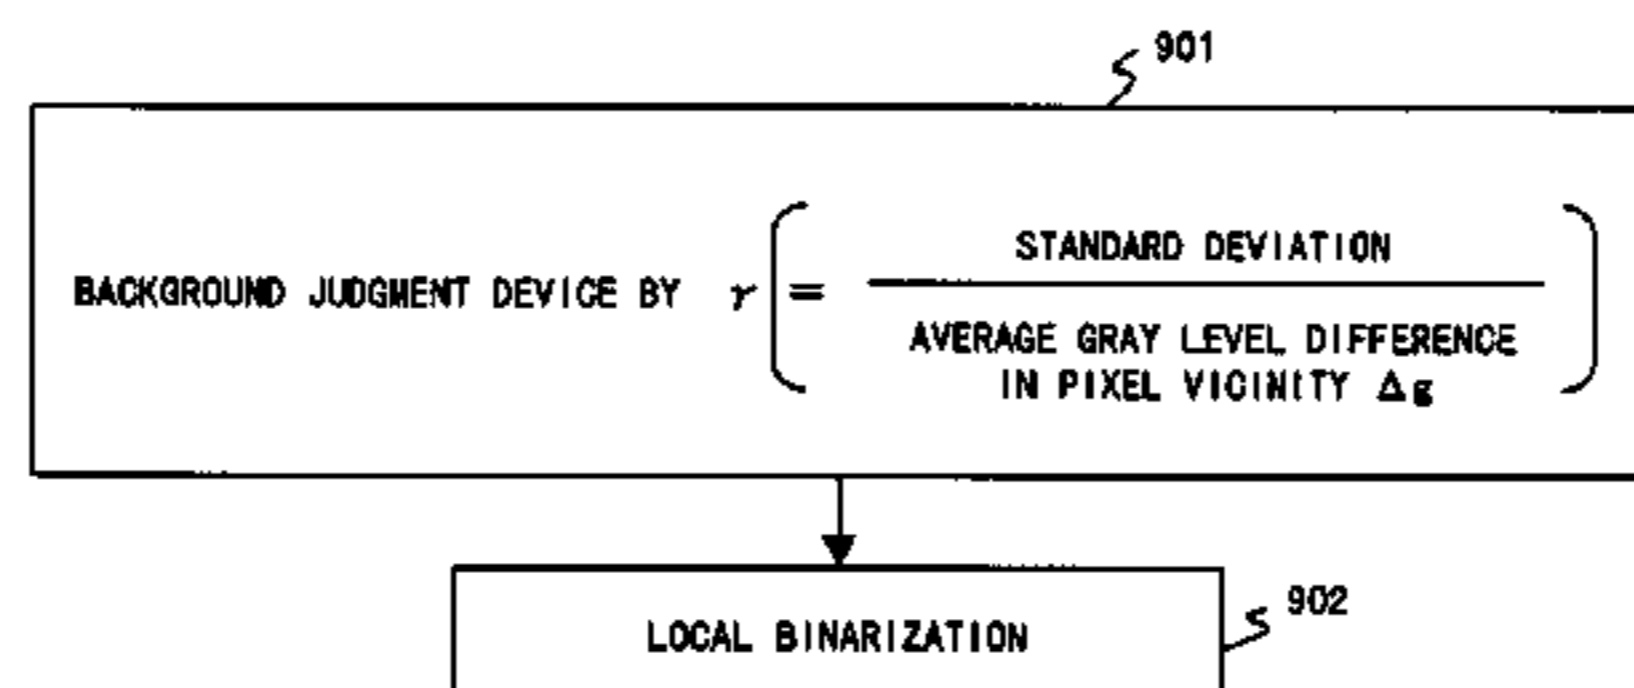 901
STANDARD DEVIATION
BACKGROUND JUDGMENT DEVICE BY r ( =
AVERAGE GRAY LEVEL DIFFERENCE
IN PIXEL VICINITY Δg )
LOCAL BINARIZATION
902